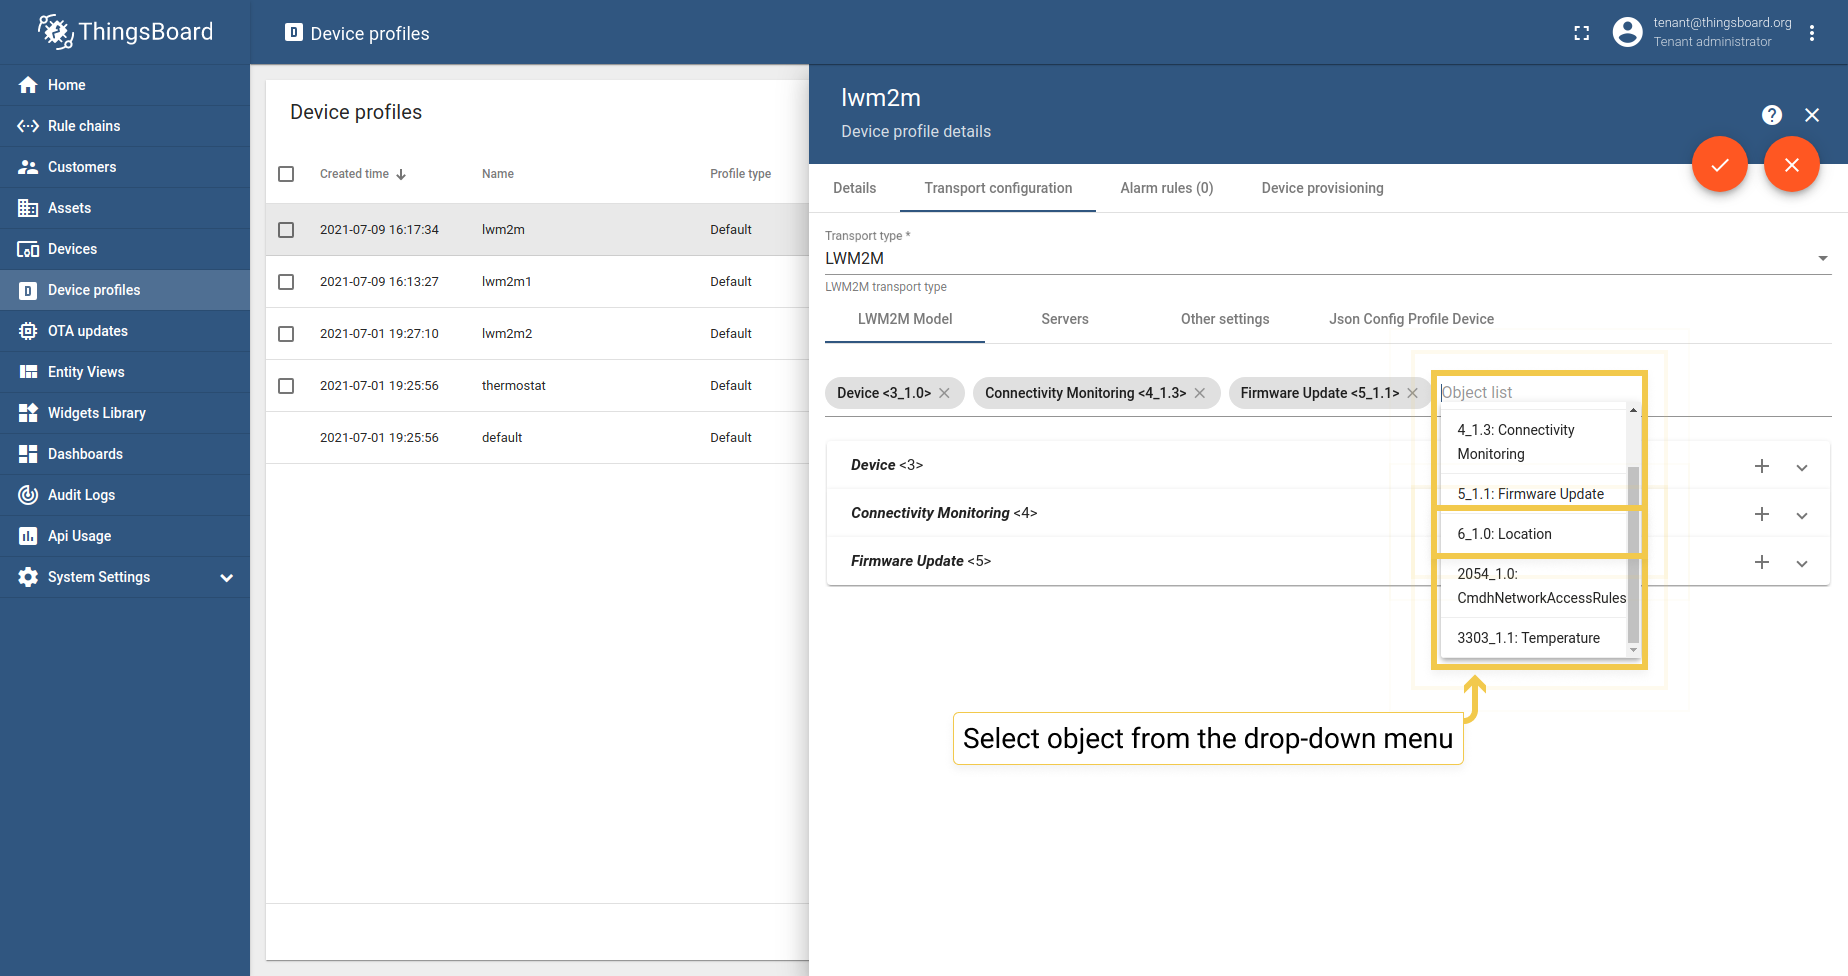 ThingsBoard
Device profiles
tenant@thingsboard.org
Tenant administrator
Home
Rule chains
Customers
Assets
Devices
Device profiles
OTA updates
Entity Views
Widgets Library
Dashboards
Audit Logs
Api Usage
System Settings
Device profiles
Created time Name Profile type
2021-07-09 16:17:34 lwm2m Default
2021-07-09 16:13:27 lwm2m1 Default
2021-07-01 19:27:10 lwm2m2 Default
2021-07-01 19:25:56 thermostat Default
2021-07-01 19:25:56 default Default
lwm2m
Device profile details
Details Transport configuration Alarm rules (0) Device provisioning
Transport type *
LWM2M
LWM2M transport type
LWM2M Model Servers Other settings Json Config Profile Device
Device <3_1.0> Connectivity Monitoring <4_1.3> Firmware Update <5_1.1> Object list
Device <3>
Connectivity Monitoring <4>
Firmware Update <5>
4_1.3: Connectivity
Monitoring
5_1.1: Firmware Update
6_1.0: Location
2054_1.0:
CmdhNetworkAccessRules
3303_1.1: Temperature
Select object from the drop-down menu